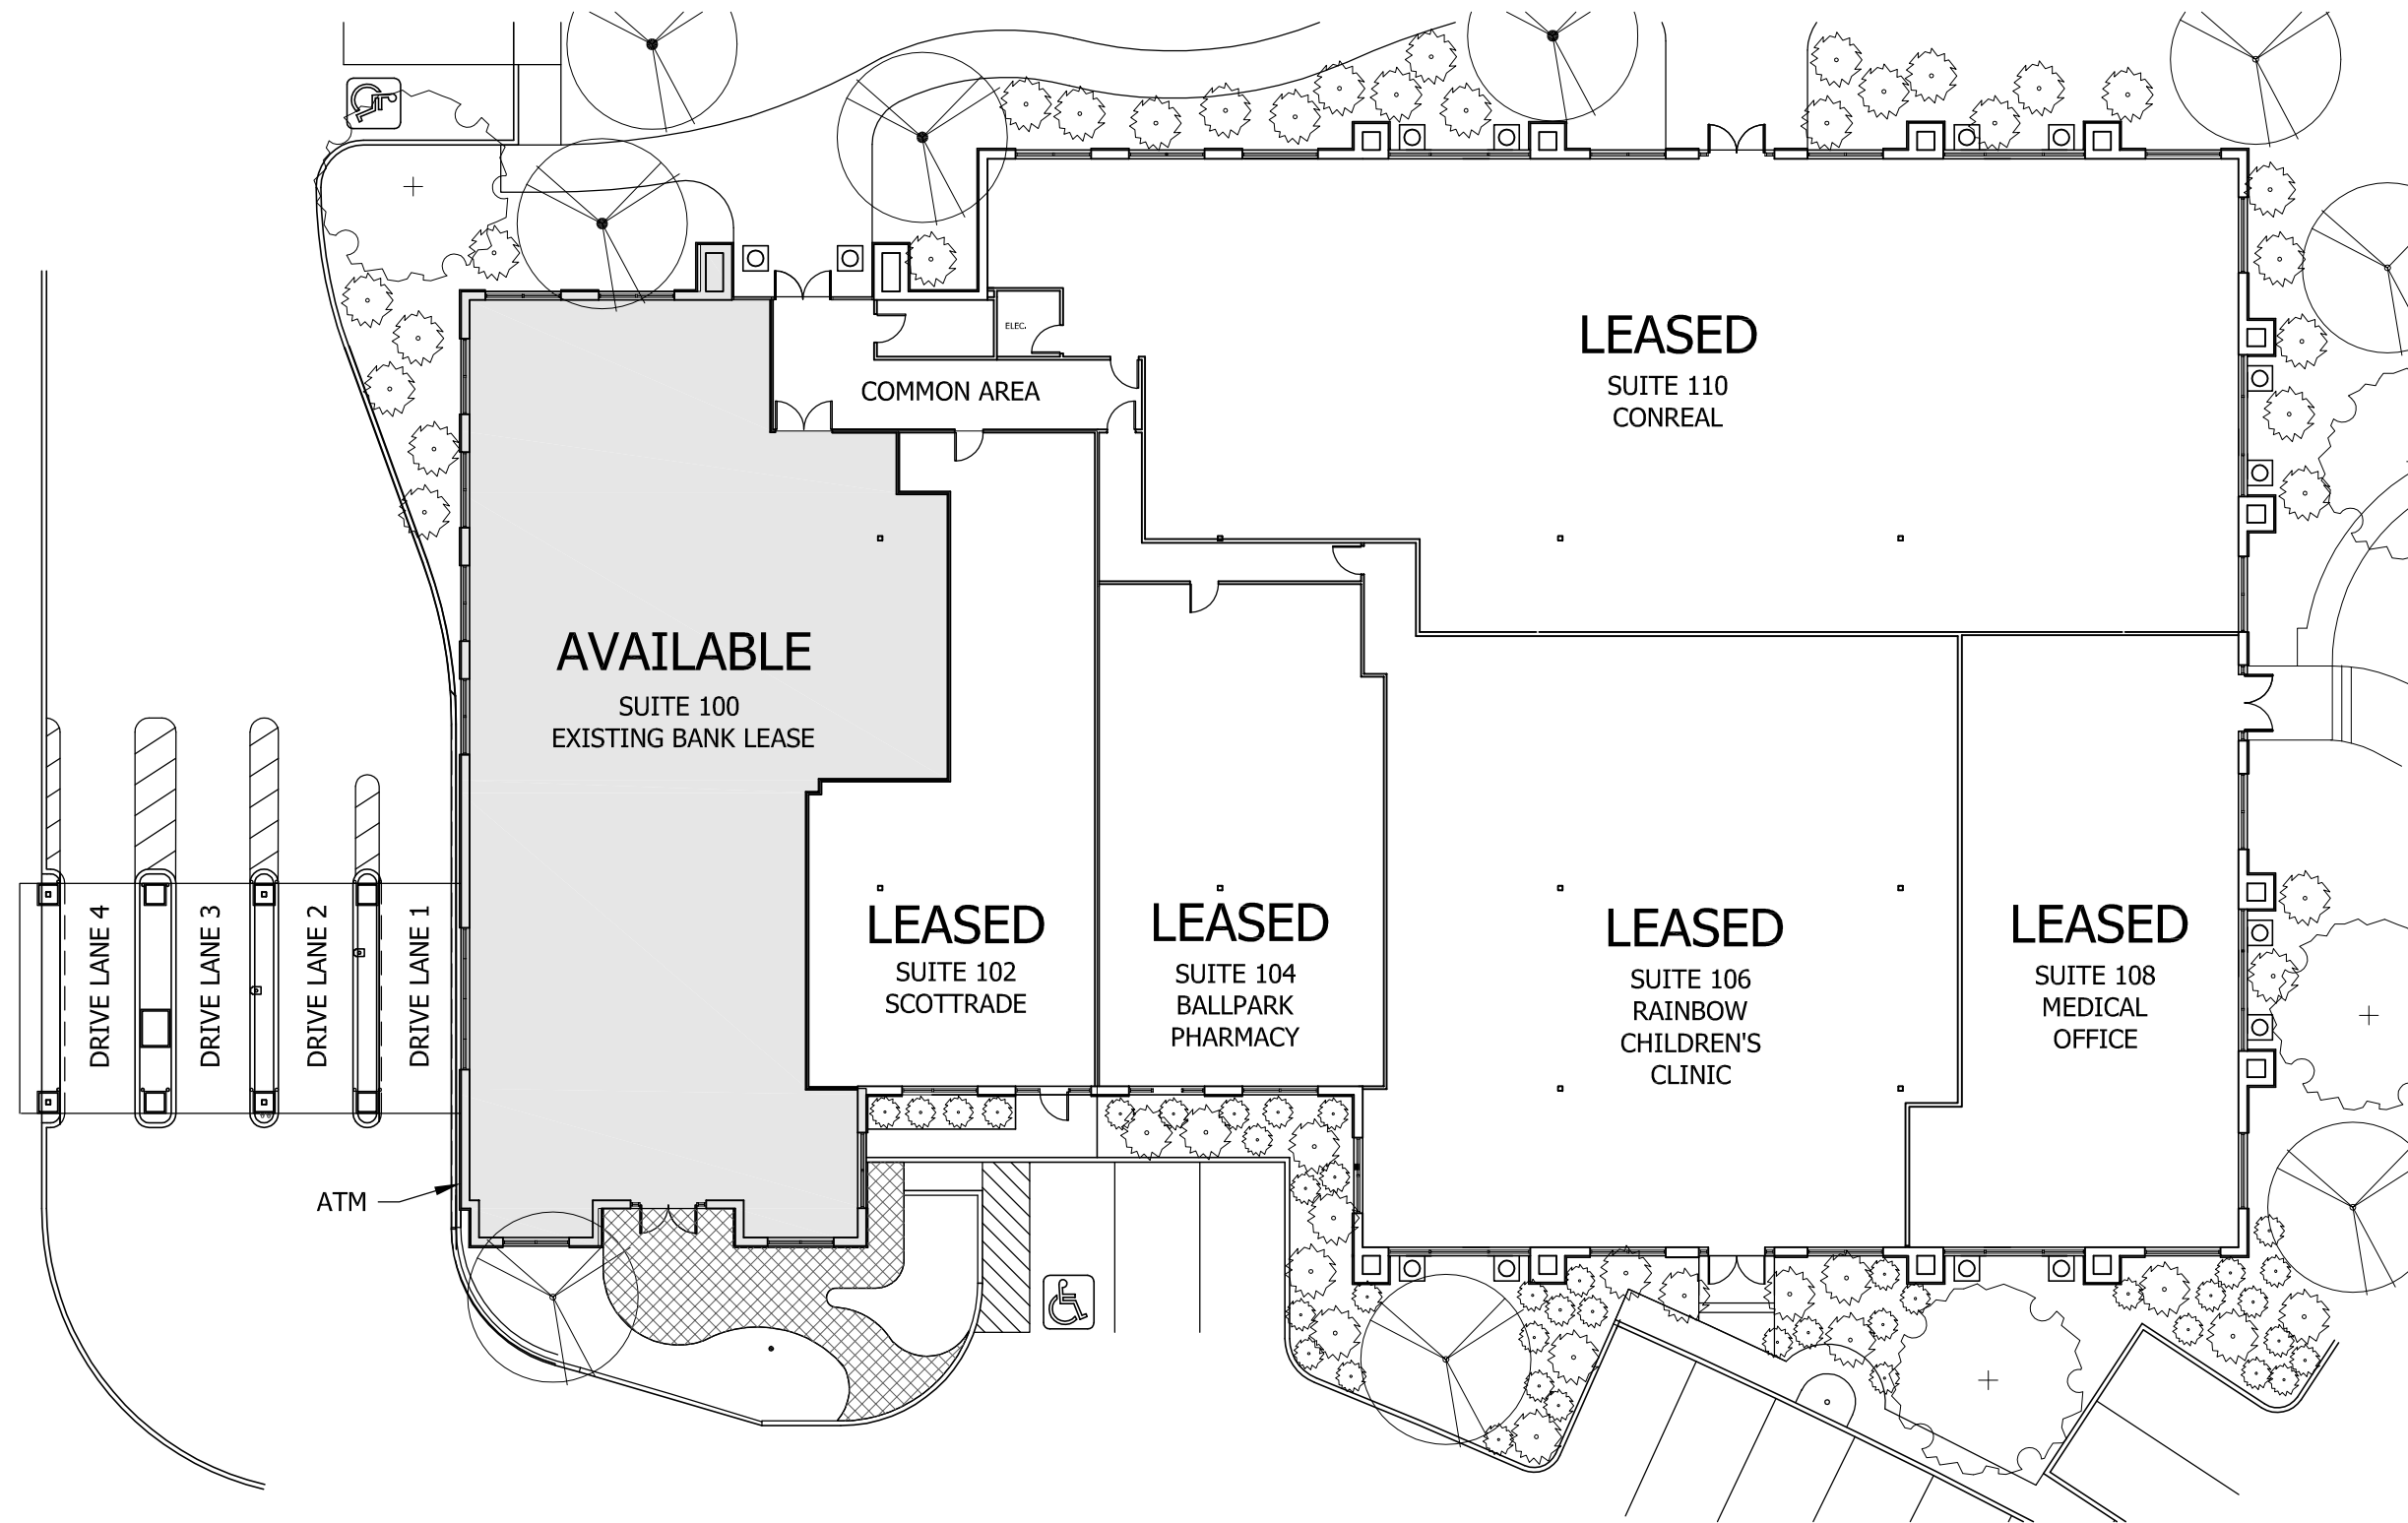 ELEC.
COMMON AREA
LEASED
SUITE 110
CONREAL
AVAILABLE
SUITE 100
EXISTING BANK LEASE
DRIVE LANE 4
DRIVE LANE 3
DRIVE LANE 2
DRIVE LANE 1
LEASED
SUITE 102
SCOTTRADE
LEASED
SUITE 104
BALLPARK
PHARMACY
LEASED
SUITE 106
RAINBOW
CHILDREN'S
CLINIC
LEASED
SUITE 108
MEDICAL
OFFICE
ATM